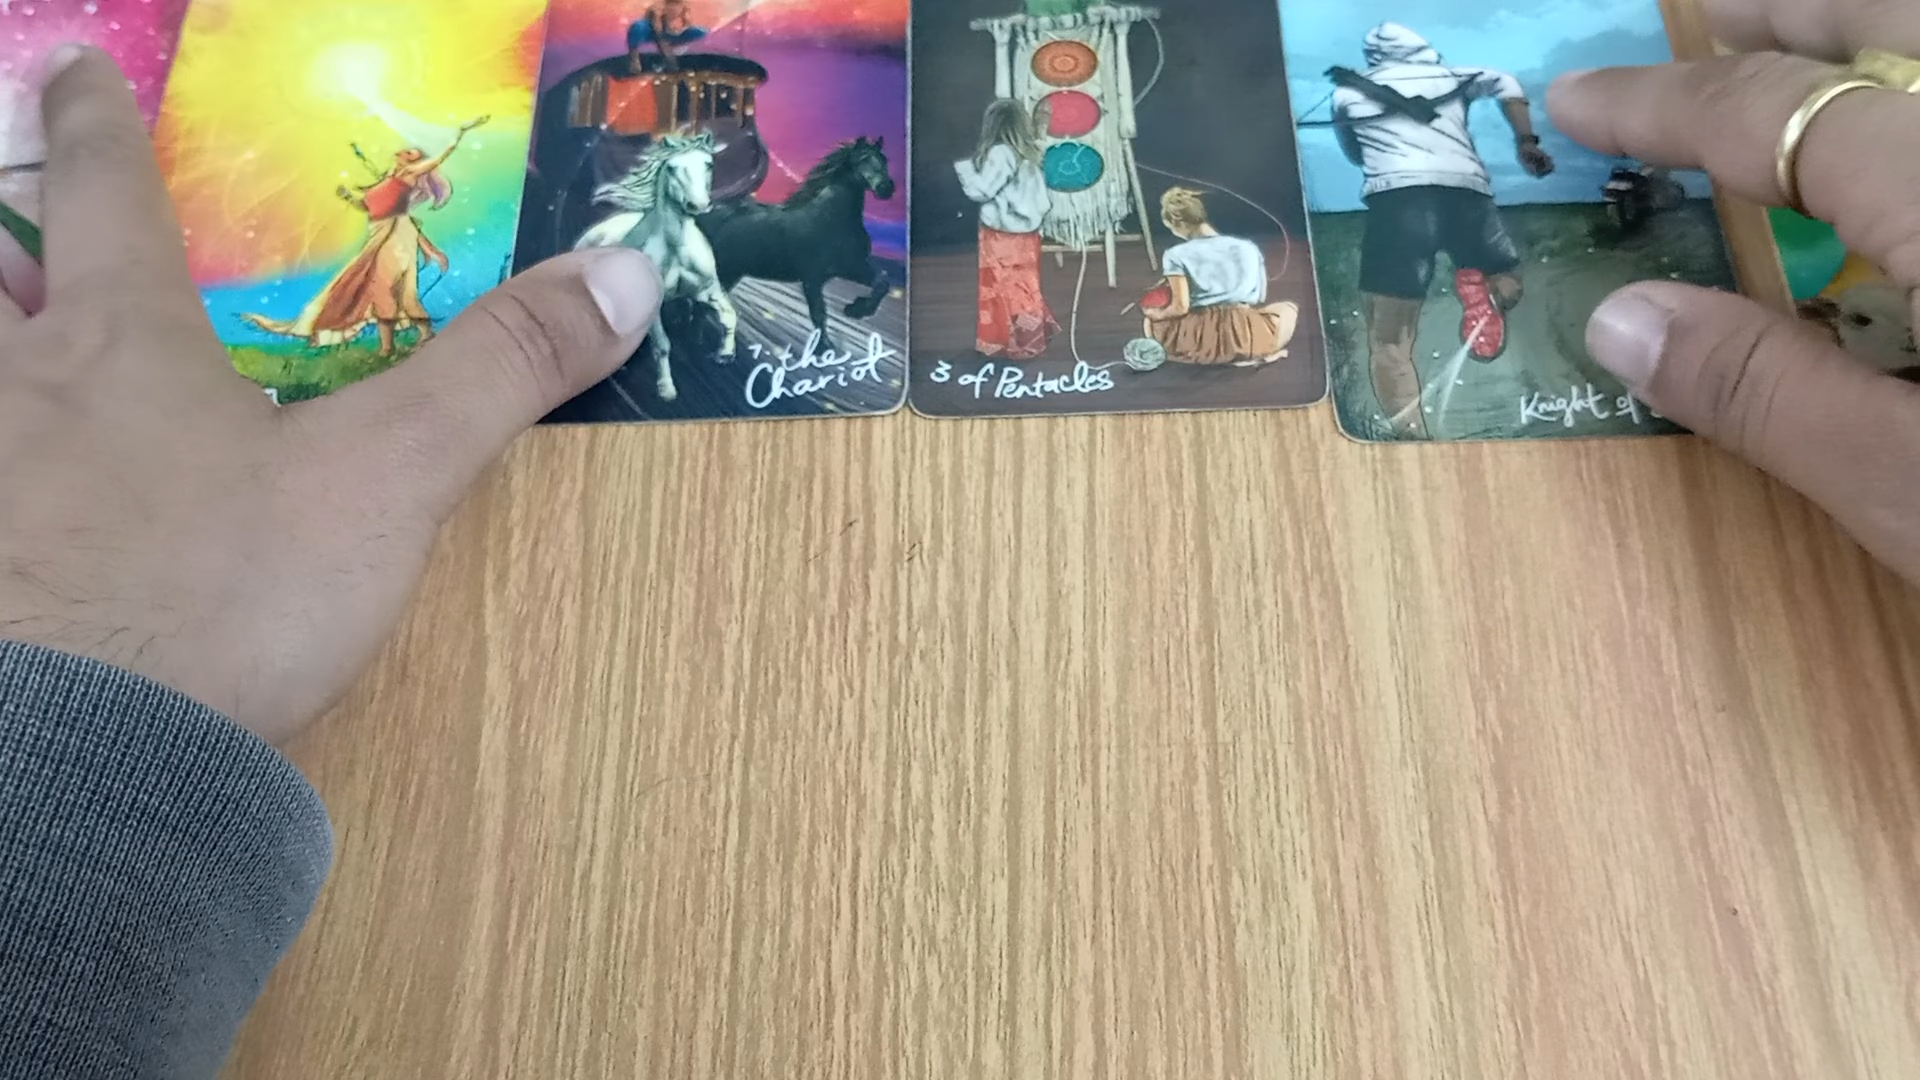 7. the
Chariot
3 of Pentacles
Knight of